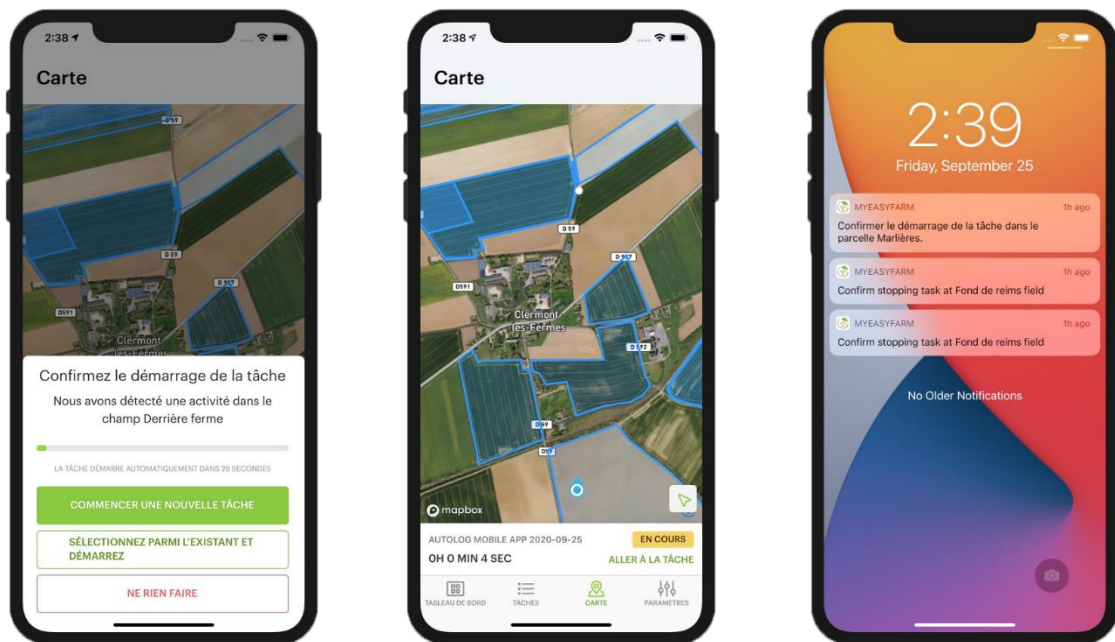 2:38
Carte
D 59
D 59
D 967
D591
Clermont-
les-Fermes
Confirmez le démarrage de la tâche
Nous avons détecté une activité dans le
champ Derrière ferme
LA TÂCHE DÉMARRE AUTOMATIQUEMENT DANS 28 SECONDES
COMMENCER UNE NOUVELLE TÂCHE
SÉLECTIONNEZ PARMI L'EXISTANT ET
DÉMARREZ
NE RIEN FAIRE
2:38
Carte
D 59
D 967
D591
Clermont-
les-Fermes
D 592
D59
mapbox
AUTOLOG MOBILE APP 2020-09-25
EN COURS
0H 0 MIN 4 SEC
ALLER À LA TÂCHE
TABLEAU DE BORD
TÂCHES
CARTE
PARAMÈTRES
2:39
Friday, September 25
MYEASYFARM
1h ago
Confirmer le démarrage de la tâche dans le
parcelle Marlières.
MYEASYFARM
1h ago
Confirm stopping task at Fond de reims field
MYEASYFARM
1h ago
Confirm stopping task at Fond de reims field
No Older Notifications